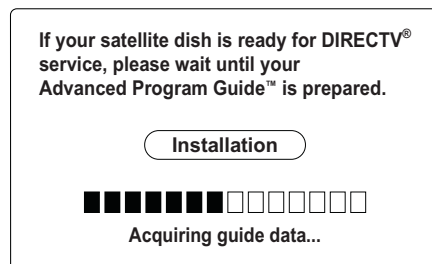 If your satellite dish is ready for DIRECTV®
service, please wait until your
Advanced Program Guide™ is prepared.
Installation
Acquiring guide data...